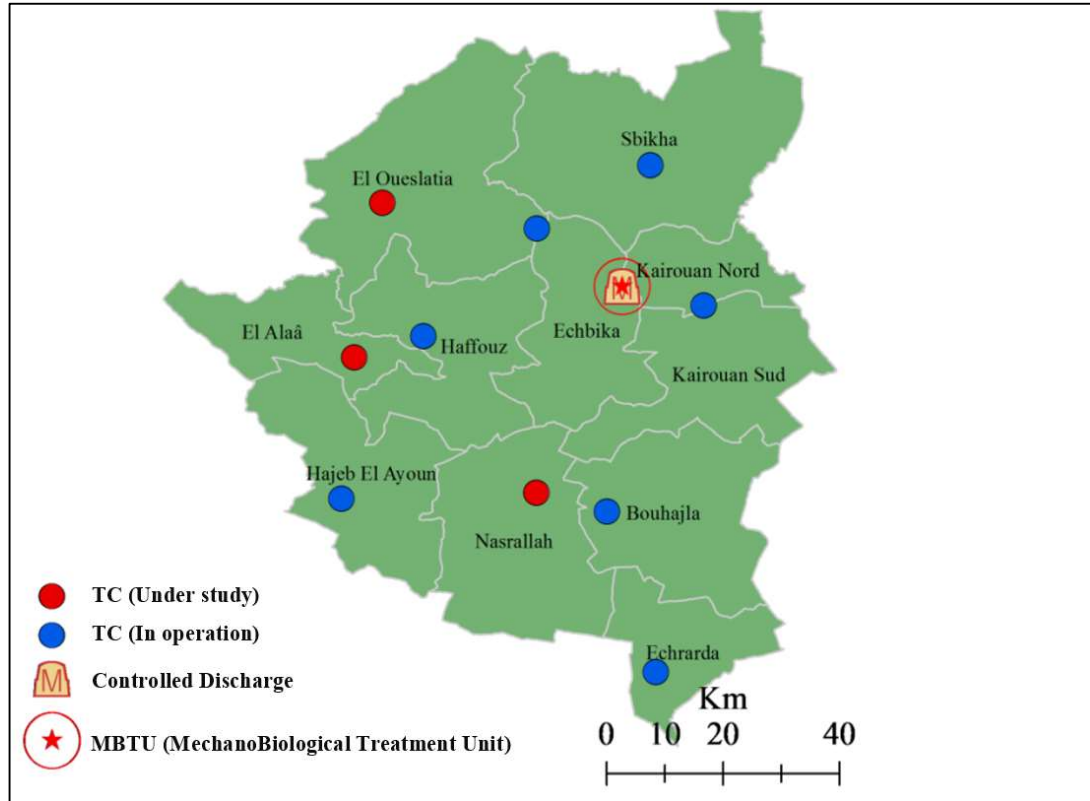 Sbikha
El Oueslatia
Kairouan Nord
El Alaâ
Haffouz
Echbika
Kairouan Sud
Hajeb El Ayoun
Bouhajla
Nasrallah
Echrarda
TC (Under study)
TC (In operation)
M
Controlled Discharge
MBTU (MechanoBiological Treatment Unit)
Km
0 10 20 40